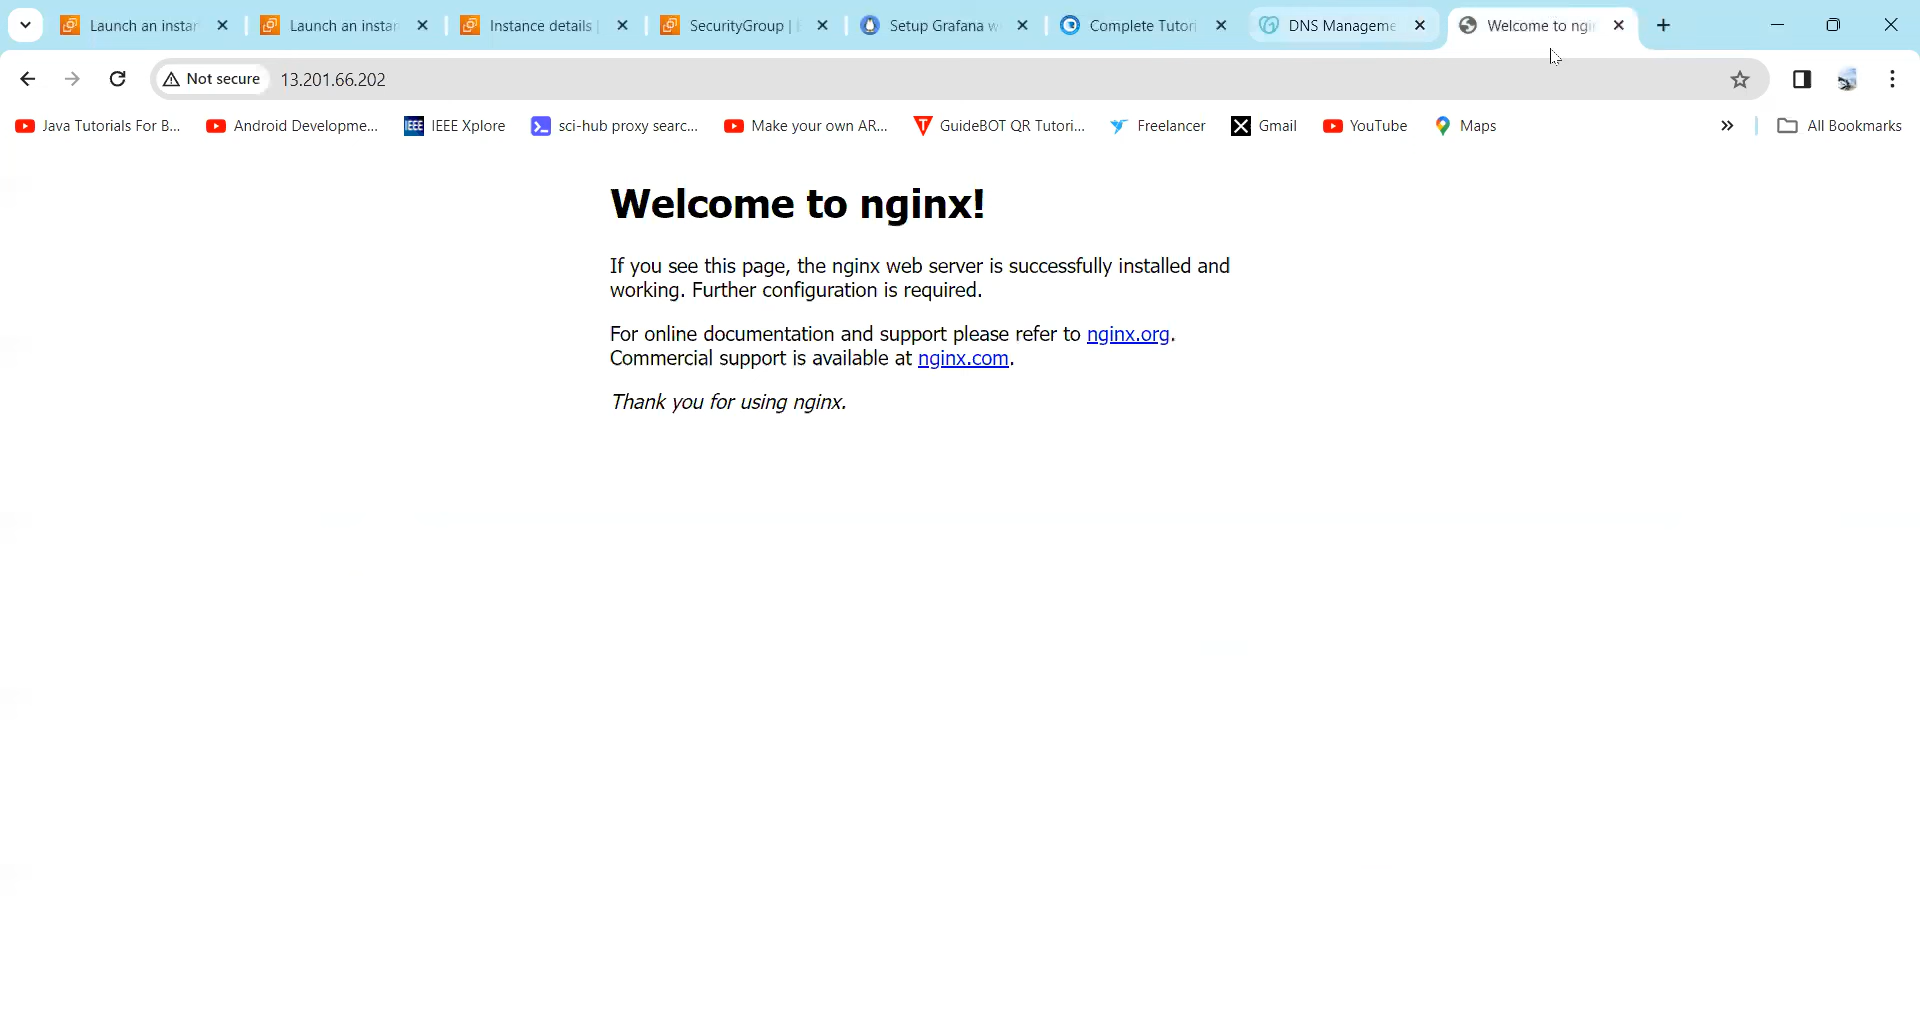 Launch an instan
Launch an instan
Instance details |
SecurityGroup | E
Setup Grafana w
Complete Tutori
DNS Manageme
Welcome to ngin
Not secure
13.201.66.202
Java Tutorials For B...
Android Developme...
IEEE
IEEE Xplore
sci-hub proxy searc...
Make your own AR...
GuideBOT QR Tutori...
Freelancer
Gmail
YouTube
Maps
All Bookmarks
Welcome to nginx!
If you see this page, the nginx web server is successfully installed and
working. Further configuration is required.
For online documentation and support please refer to nginx.org.
Commercial support is available at nginx.com.
Thank you for using nginx.